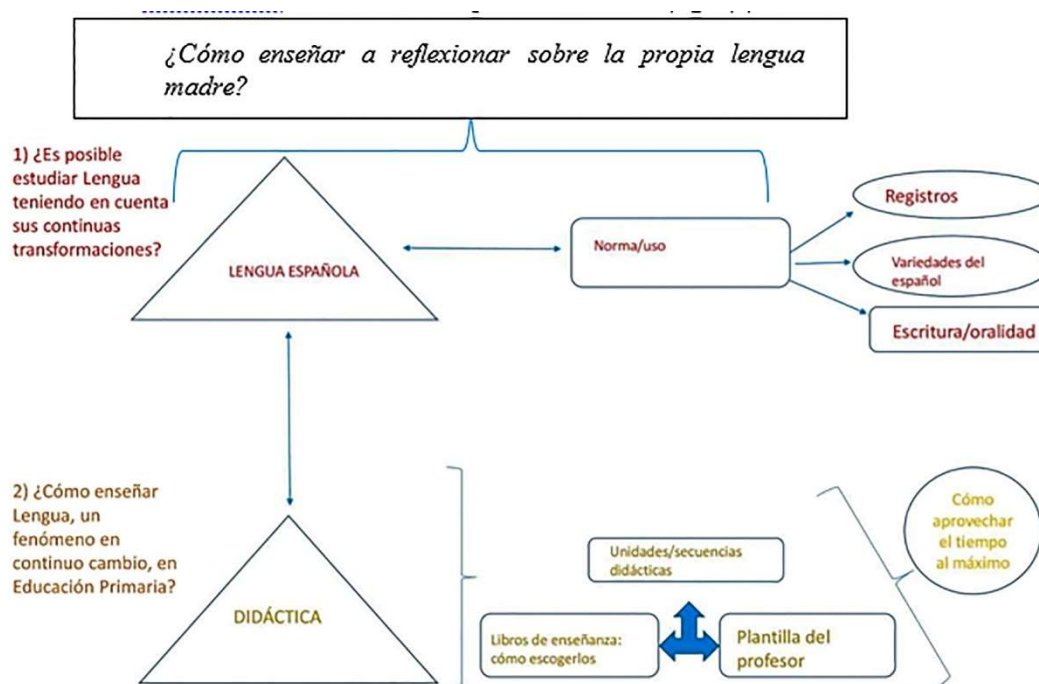 ¿Cómo enseñar a reflexionar sobre la propia lengua
madre?
1) ¿Es posible
estudiar Lengua
teniendo en cuenta
sus continuas
transformaciones?
LENGUA ESPAÑOLA
Norma/uso
Registros
Variedades del
español
Escritura/oralidad
2) ¿Cómo enseñar
Lengua, un
fenómeno en
continuo cambio, en
Educación Primaria?
DIDÁCTICA
Unidades/secuencias
didácticas
Libros de enseñanza:
cómo escogerlos
Plantilla del
profesor
Cómo
aprovechar
el tiempo
al máximo